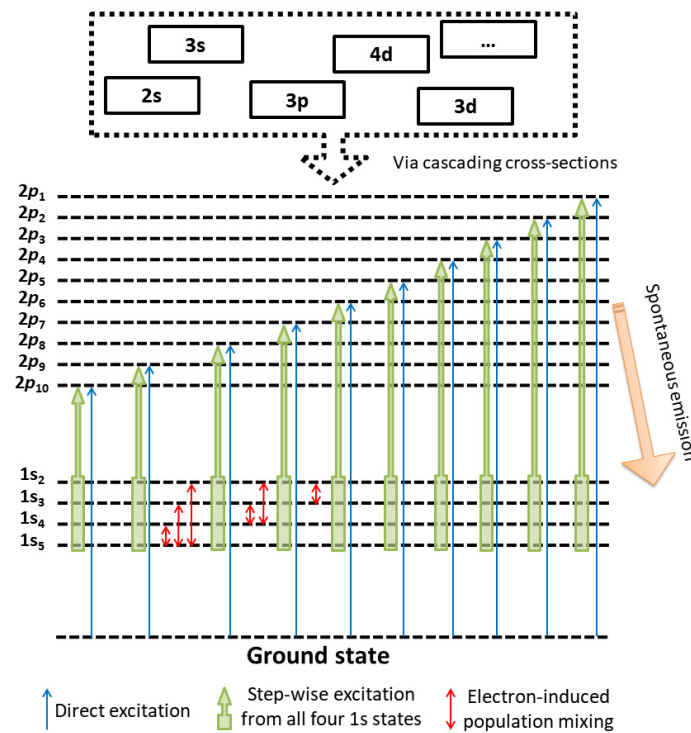 3s
4d
...
2s
3p
3d
Via cascading cross-sections
2p₁
2p₂
2p₃
2p₄
2p₅
2p₆
2p₇
2p₈
2p₉
2p₁₀
Spontaneous emission
1s₂
1s₃
1s₄
1s₅
Ground state
Direct excitation
Step-wise excitation
from all four 1s states
Electron-induced
population mixing